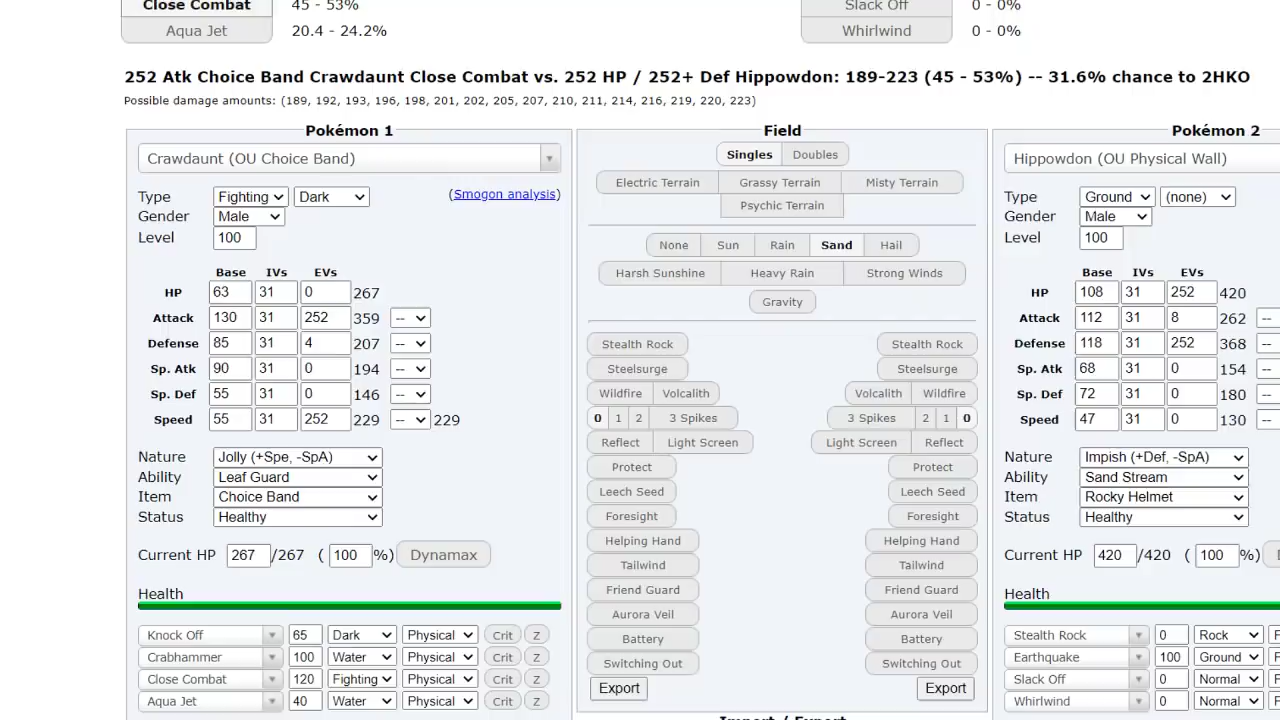 Close Combat 45 - 53% Slack Off 0 - 0%
Aqua Jet 20.4 - 24.2% Whirlwind 0 - 0%
252 Atk Choice Band Crawdaunt Close Combat vs. 252 HP / 252+ Def Hippowdon: 189-223 (45 - 53%) -- 31.6% chance to 2HKO
Possible damage amounts: (189, 192, 193, 196, 198, 201, 202, 205, 207, 210, 211, 214, 216, 219, 220, 223)
Pokémon 1
Crawdaunt (OU Choice Band)
Type Fighting Dark (Smogon analysis)
Gender Male
Level 100
Base IVs EVs
HP 63 31 0 267
Attack 130 31 252 359 --
Defense 85 31 4 207 --
Sp. Atk 90 31 0 194 --
Sp. Def 55 31 0 146 --
Speed 55 31 252 229 -- 229
Nature Jolly (+Spe, -SpA)
Ability Leaf Guard
Item Choice Band
Status Healthy
Current HP 267 /267 ( 100 %) Dynamax
Health
Knock Off 65 Dark Physical Crit Z
Crabhammer 100 Water Physical Crit Z
Close Combat 120 Fighting Physical Crit Z
Aqua Jet 40 Water Physical Crit Z
Field
Singles Doubles
Electric Terrain Grassy Terrain Misty Terrain
Psychic Terrain
None Sun Rain Sand Hail
Harsh Sunshine Heavy Rain Strong Winds
Gravity
Stealth Rock Stealth Rock
Steelsurge Steelsurge
Wildfire Volcalith Volcalith Wildfire
0 1 2 3 Spikes 3 Spikes 2 1 0
Reflect Light Screen Light Screen Reflect
Protect Protect
Leech Seed Leech Seed
Foresight Foresight
Helping Hand Helping Hand
Tailwind Tailwind
Friend Guard Friend Guard
Aurora Veil Aurora Veil
Battery Battery
Switching Out Switching Out
Export Export
Import / Export
Pokémon 2
Hippowdon (OU Physical Wall)
Type Ground (none)
Gender Male
Level 100
Base IVs EVs
HP 108 31 252 420
Attack 112 31 8 262 --
Defense 118 31 252 368 --
Sp. Atk 68 31 0 154 --
Sp. Def 72 31 0 180 --
Speed 47 31 0 130 --
Nature Impish (+Def, -SpA)
Ability Sand Stream
Item Rocky Helmet
Status Healthy
Current HP 420 /420 ( 100 %)
Health
Stealth Rock 0 Rock
Earthquake 100 Ground
Slack Off 0 Normal
Whirlwind 0 Normal